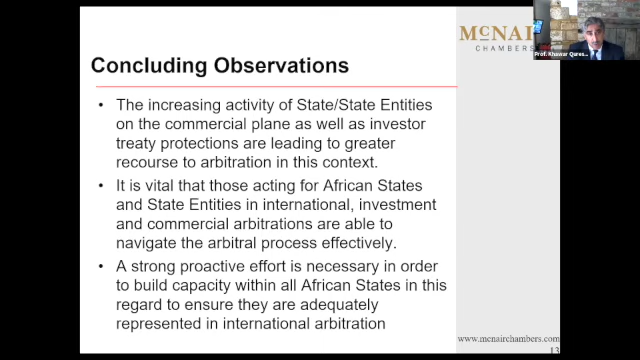 McNAI
CHAMBERS
Prof. Khawar Qures...
Concluding Observations
• The increasing activity of State/State Entities
on the commercial plane as well as investor
treaty protections are leading to greater
recourse to arbitration in this context.
• It is vital that those acting for African States
and State Entities in international, investment
and commercial arbitrations are able to
navigate the arbitral process effectively.
• A strong proactive effort is necessary in order
to build capacity within all African States in this
regard to ensure they are adequately
represented in international arbitration
www.mcnairchambers.com
13